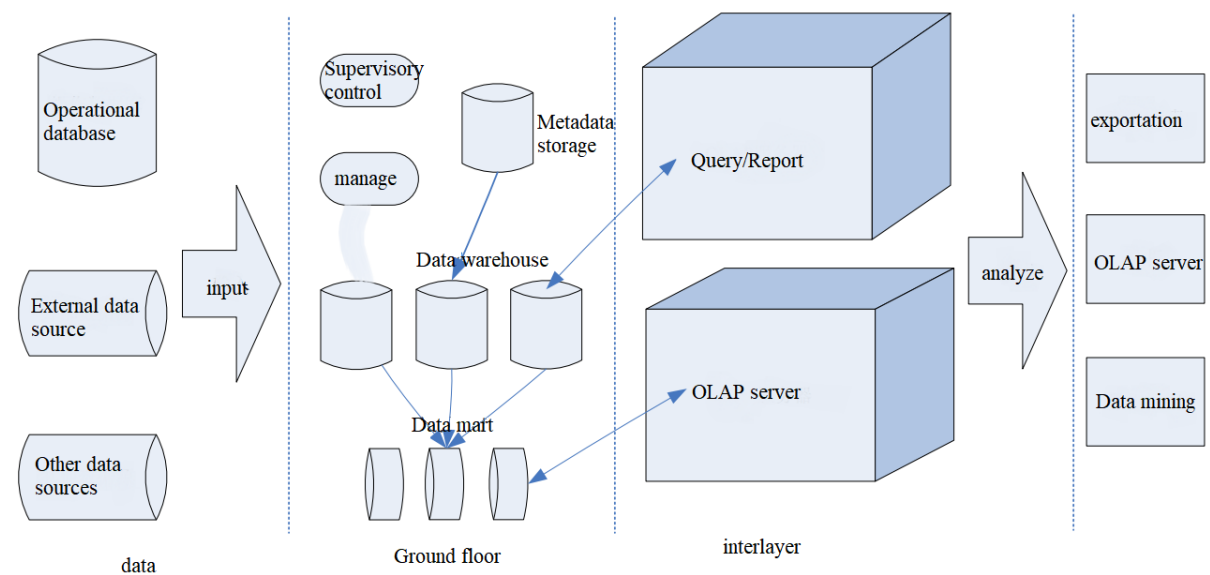 Operational
database
External data
source
Other data
sources
data
input
Supervisory
control
manage
Metadata
storage
Data warehouse
Data mart
Ground floor
Query/Report
OLAP server
interlayer
analyze
exportation
OLAP server
Data mining